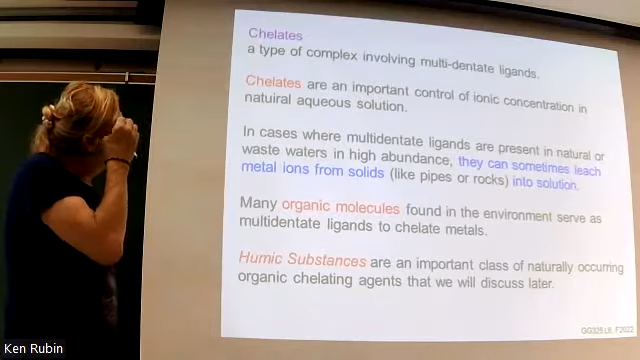 Chelates
a type of complex involving multi-dentate ligands.
Chelates are an important control of ionic concentration in
natuiral aqueous solution.
In cases where multidentate ligands are present in natural or
waste waters in high abundance, they can sometimes leach
metal ions from solids (like pipes or rocks) into solution.
Many organic molecules found in the environment serve as
multidentate ligands to chelate metals.
Humic Substances are an important class of naturally occurring
organic chelating agents that we will discuss later.
GG325 L6, F2022
Ken Rubin